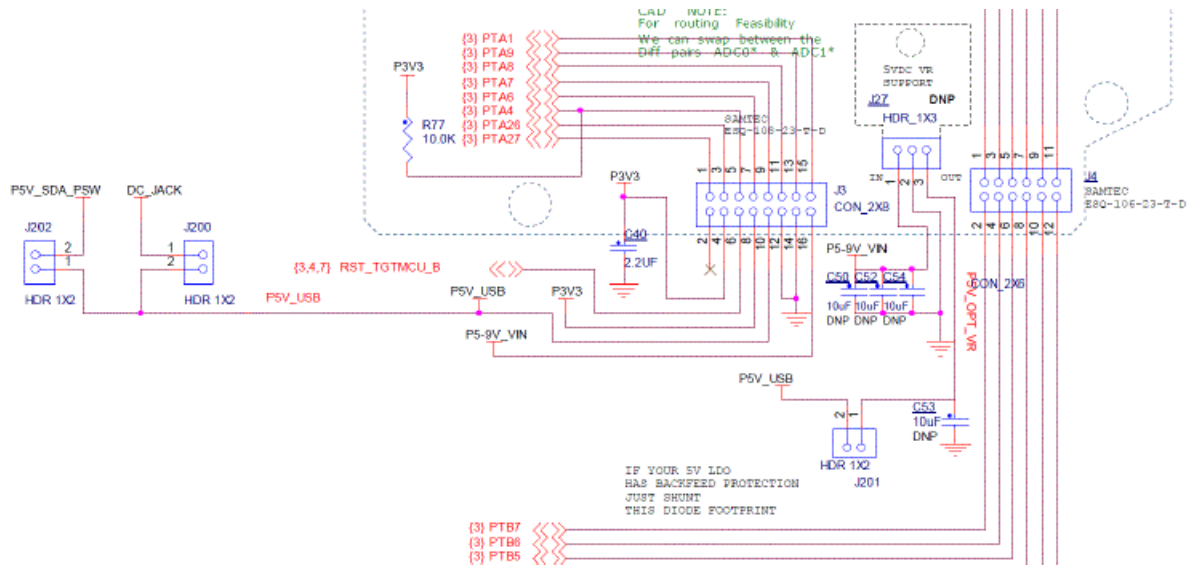 CAD NOTE:
For routing Feasibility
We can swap between the
Diff pairs ADC0* & ADC1*
{3} PTA1
{3} PTA9
{3} PTA8
{3} PTA7
{3} PTA6
{3} PTA4
{3} PTA26
{3} PTA27
P3V3
R77
10.0K
SAMTEC
ESQ-108-23-T-D
5VDC VR
SUPPORT
J27 DNP
HDR_1X3
IN
OUT
1
2
3
1
3
5
7
9
11
13
15
J3
CON_2X8
2
4
6
8
10
12
14
16
1
3
5
7
9
11
J4
SAMTEC
ESQ-106-23-T-D
2
4
6
8
10
12
CON_2X6
P5V_SDA_PSW
DC_JACK
J202
2
1
HDR 1X2
J200
1
2
HDR 1X2
P5V_USB
P3V3
C40
2.2UF
{3,4,7} RST_TGTMCU_B
P5V_USB
P3V3
P5-9V_VIN
P5-9V_VIN
C50
C52
C54
10uF
10uF
10uF
DNP
DNP
DNP
P5V_OPT_VR
P5V_USB
2
1
HDR 1X2
J201
C53
10uF
DNP
IF YOUR 5V LDO
HAS BACKFEED PROTECTION
JUST SHUNT
THIS DIODE FOOTPRINT
{3} PTB7
{3} PTB6
{3} PTB5